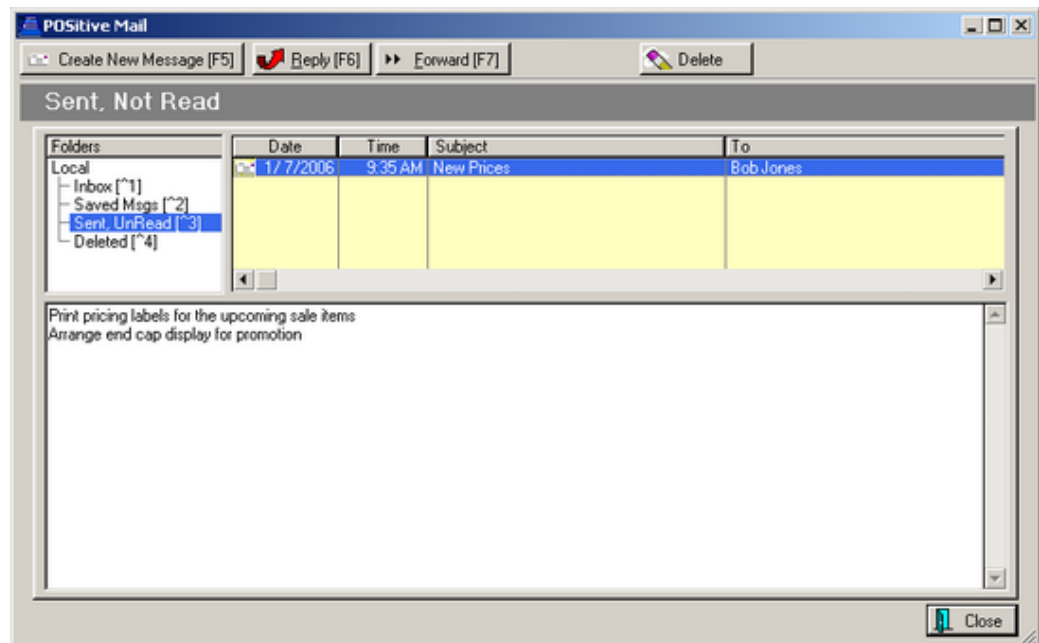 POSitive Mail
Create New Message [F5] Reply [F6] Forward [F7] Delete
Sent, Not Read
Folders Date Time Subject To
Local 1/ 7/2006 9:35 AM New Prices Bob Jones
Inbox [^1]
Saved Msgs [^2]
Sent, UnRead [^3]
Deleted [^4]
Print pricing labels for the upcoming sale items
Arrange end cap display for promotion
Close